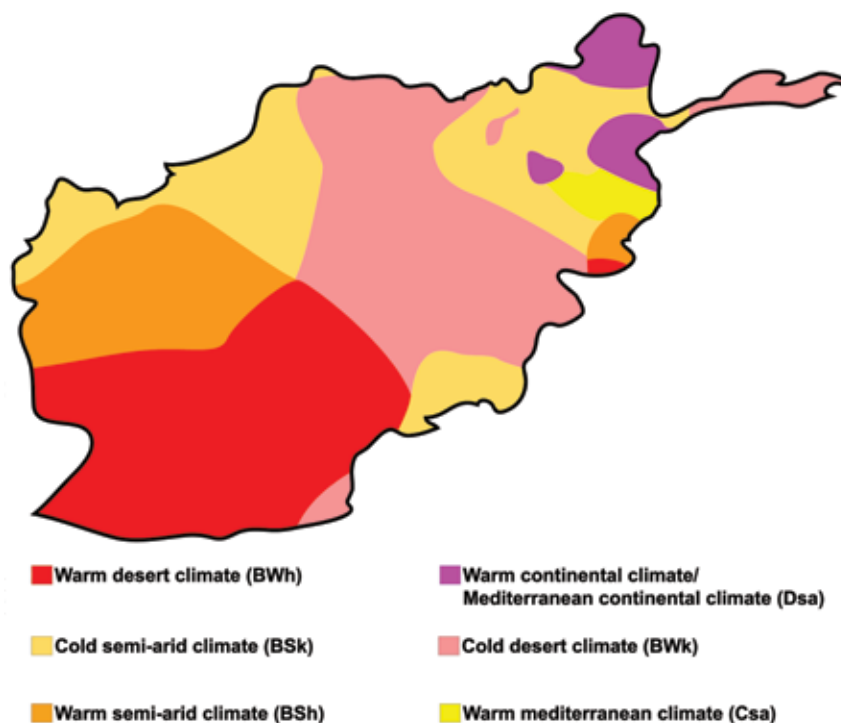 Warm desert climate (BWh)
Warm continental climate/
Mediterranean continental climate (Dsa)
Cold semi-arid climate (BSk)
Cold desert climate (BWk)
Warm semi-arid climate (BSh)
Warm mediterranean climate (Csa)